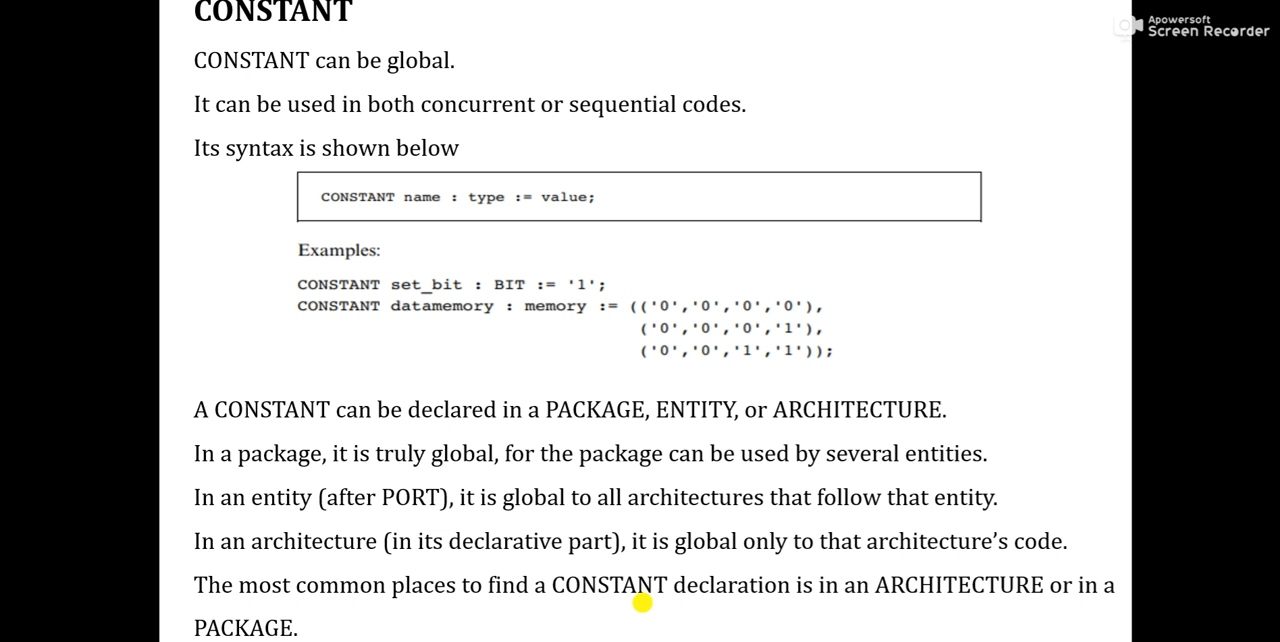 CONSTANT
Apowersoft
Screen Recorder
CONSTANT can be global.
It can be used in both concurrent or sequential codes.
Its syntax is shown below
CONSTANT name : type := value;
Examples:
CONSTANT set_bit : BIT := '1';
CONSTANT datamemory : memory := (('0','0','0','0'),
('0','0','0','1'),
('0','0','1','1'));
A CONSTANT can be declared in a PACKAGE, ENTITY, or ARCHITECTURE.
In a package, it is truly global, for the package can be used by several entities.
In an entity (after PORT), it is global to all architectures that follow that entity.
In an architecture (in its declarative part), it is global only to that architecture’s code.
The most common places to find a CONSTANT declaration is in an ARCHITECTURE or in a
PACKAGE.